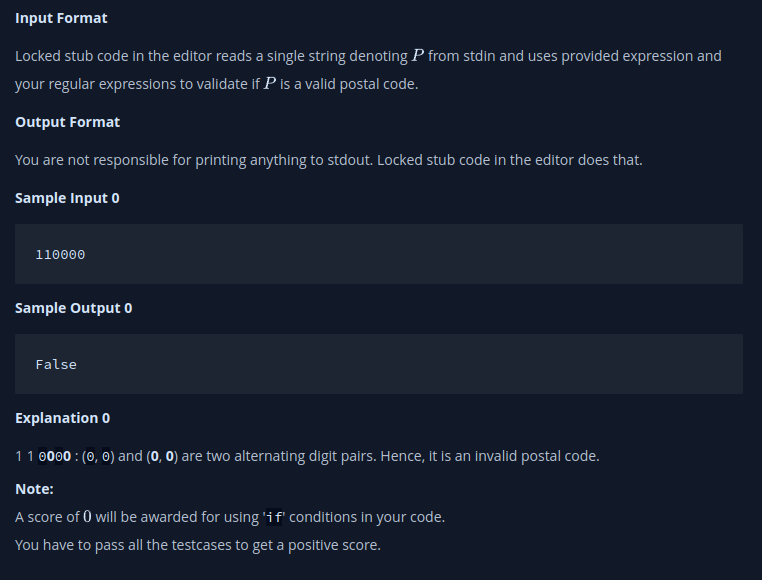 Input Format
Locked stub code in the editor reads a single string denoting P from stdin and uses provided expression and
your regular expressions to validate if P is a valid postal code.
Output Format
You are not responsible for printing anything to stdout. Locked stub code in the editor does that.
Sample Input 0
110000
Sample Output 0
False
Explanation 0
1 1 0000 : (0, 0) and (0, 0) are two alternating digit pairs. Hence, it is an invalid postal code.
Note:
A score of 0 will be awarded for using 'if' conditions in your code.
You have to pass all the testcases to get a positive score.